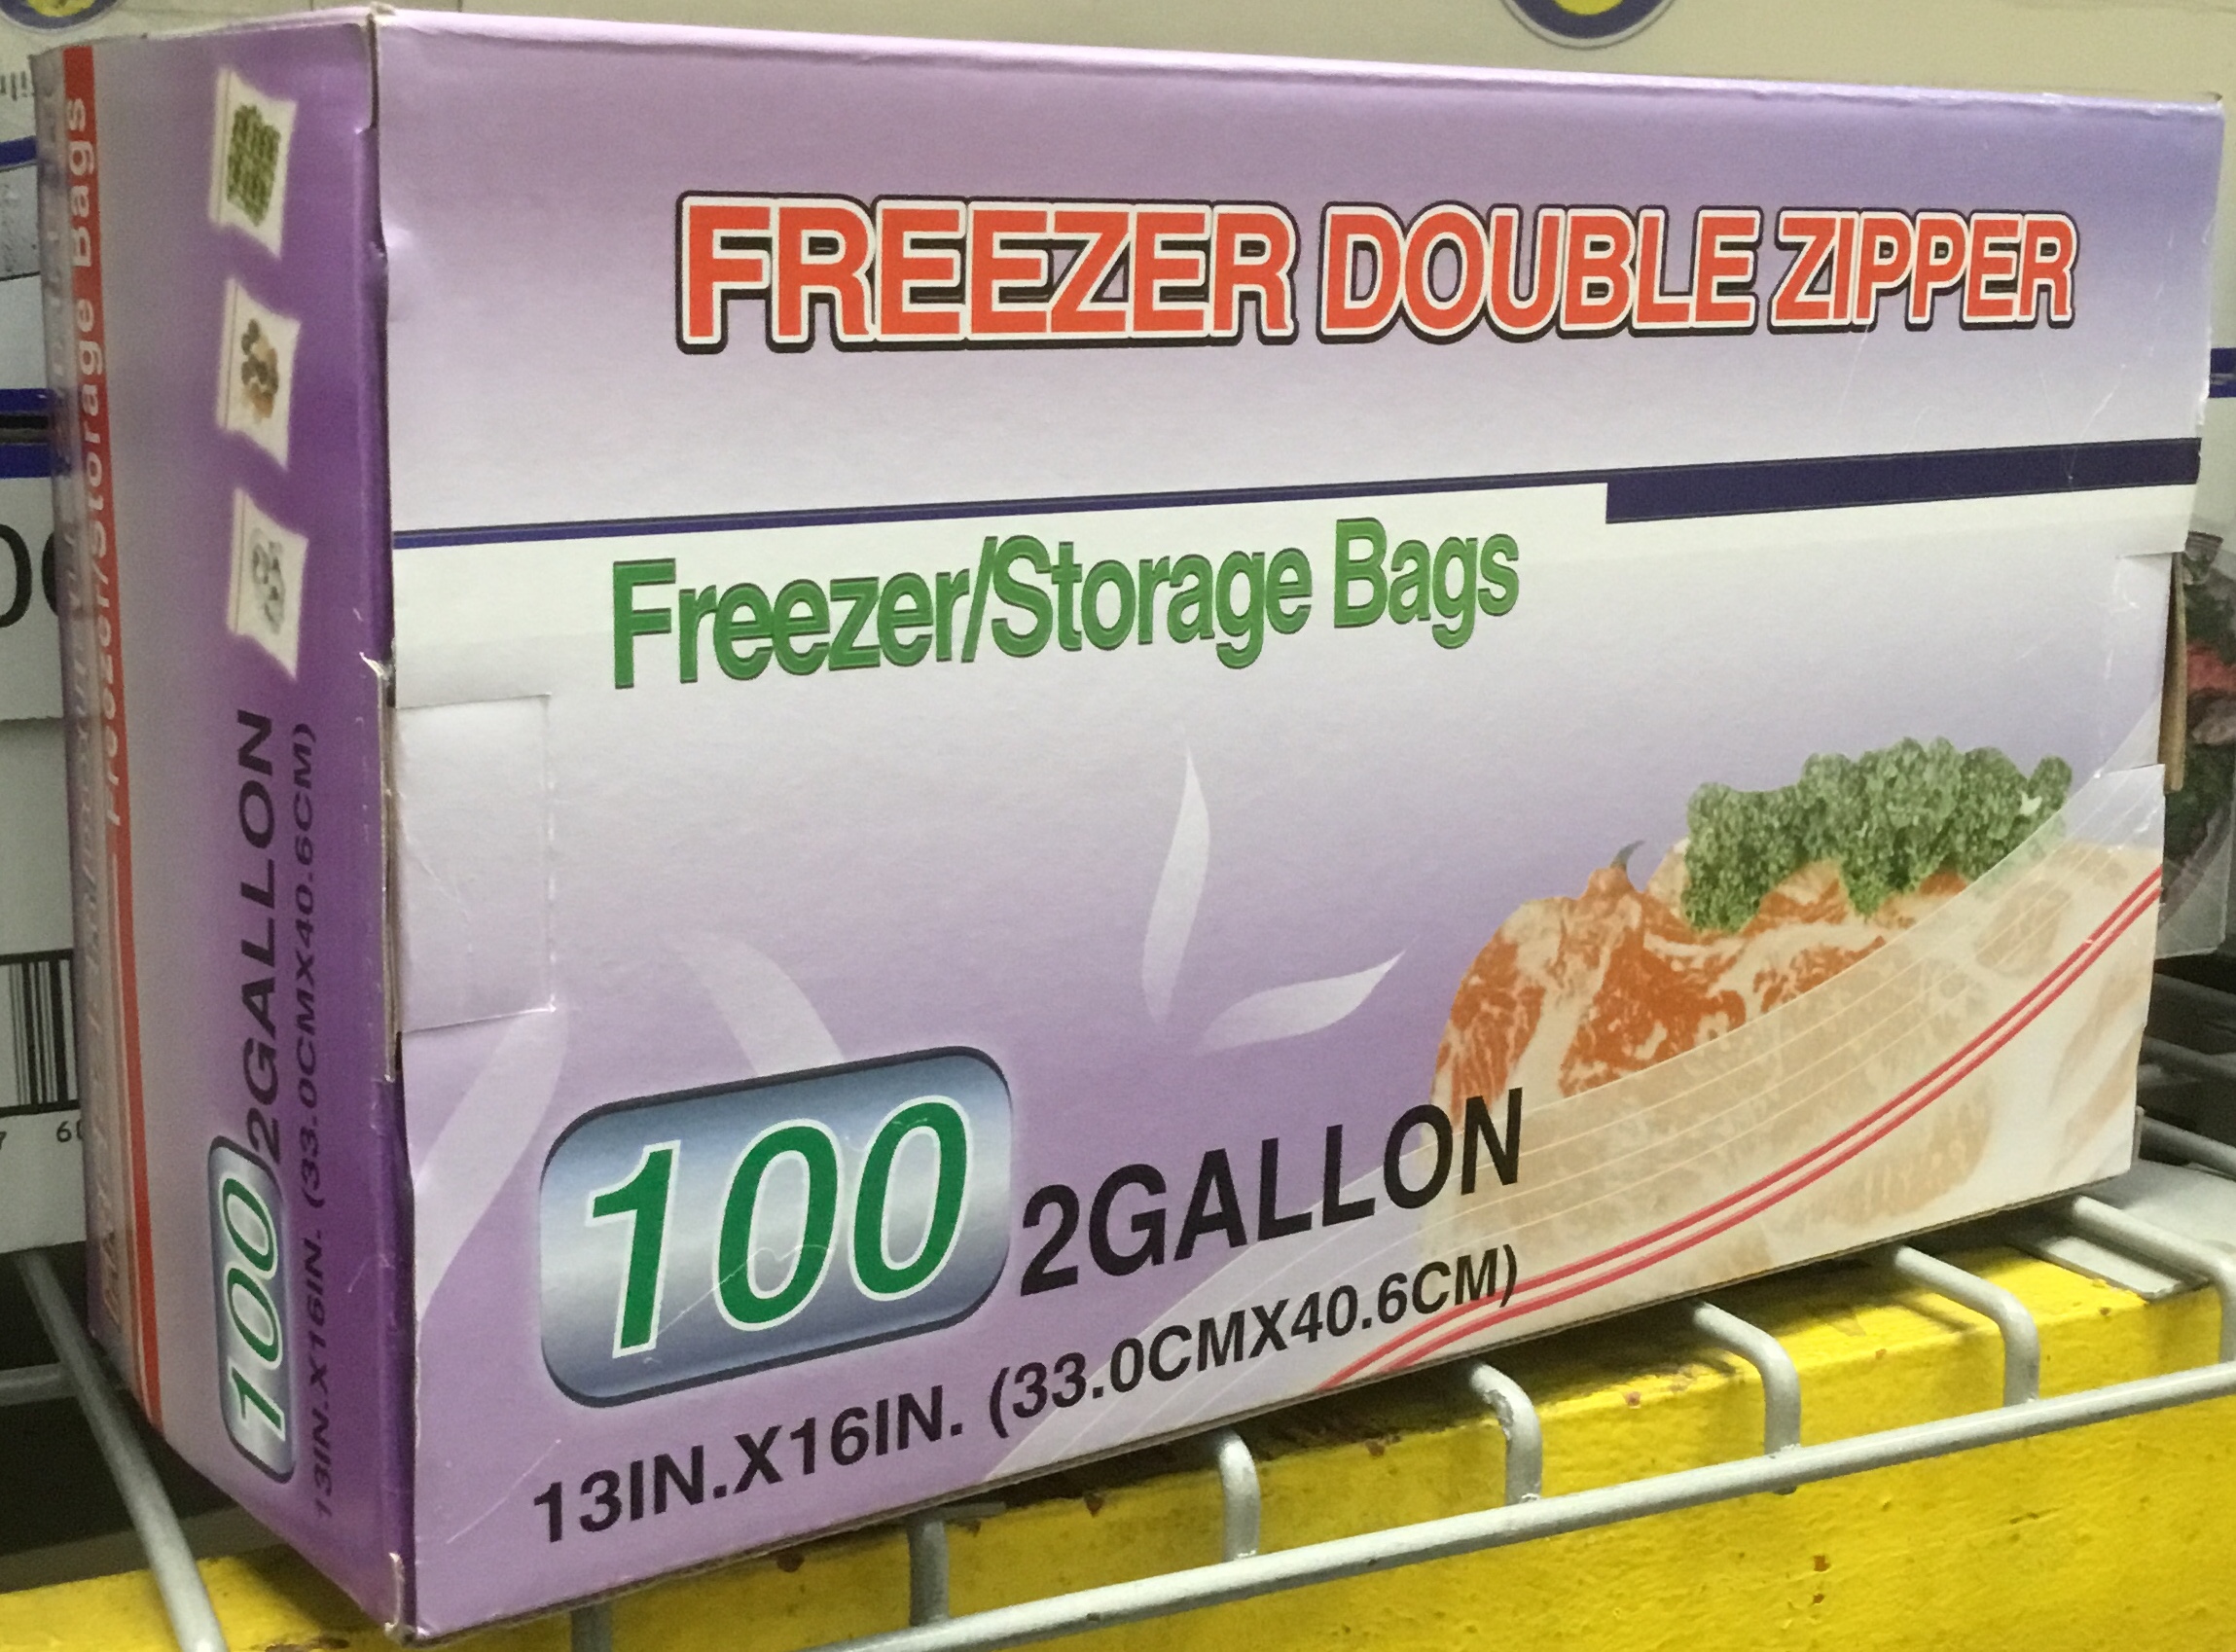 FREEZER DOUBLE ZIPPER
Freezer/Storage Bags
100 2GALLON
13IN.X16IN. (33.0CMX40.6CM)
Freezer/Storage Bags
100 2GALLON
13IN.X16IN. (33.0CMX40.6CM)